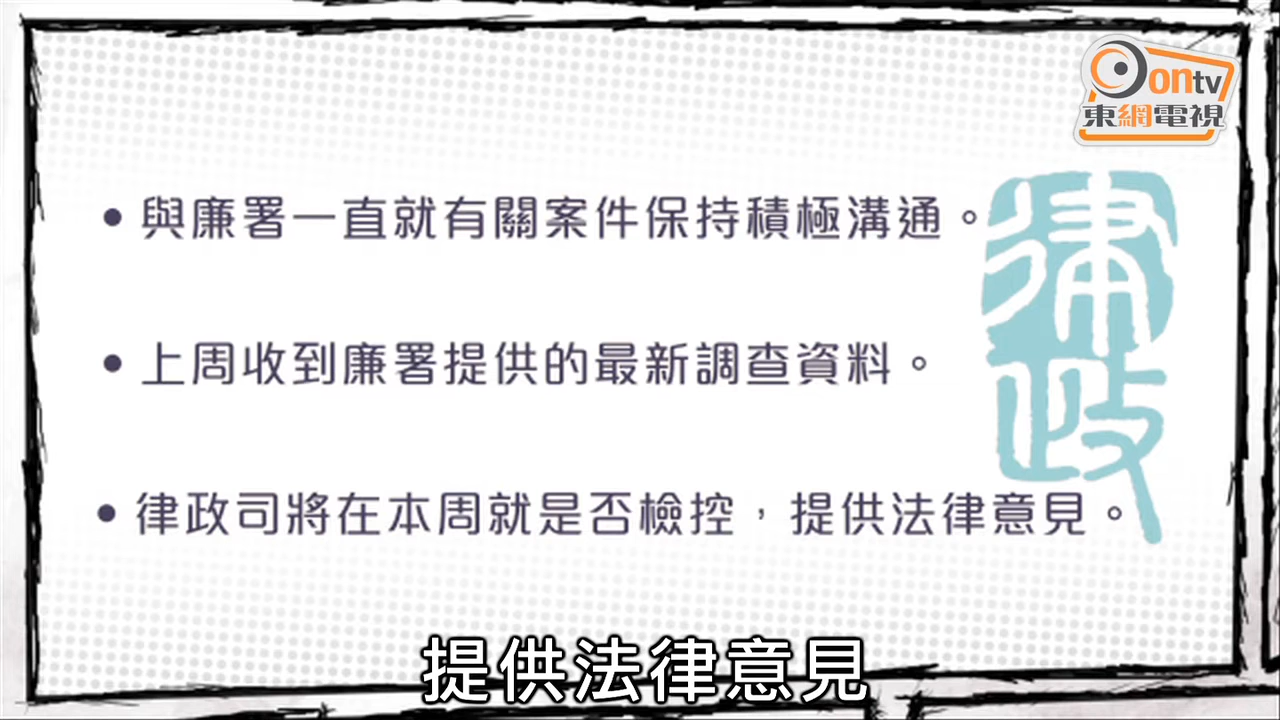 ontv
東網電視
•與廉署一直就有關案件保持積極溝通。
•上周收到廉署提供的最新調查資料。
•律政司將在本周就是否檢控，提供法律意見。
律政
提供法律意見